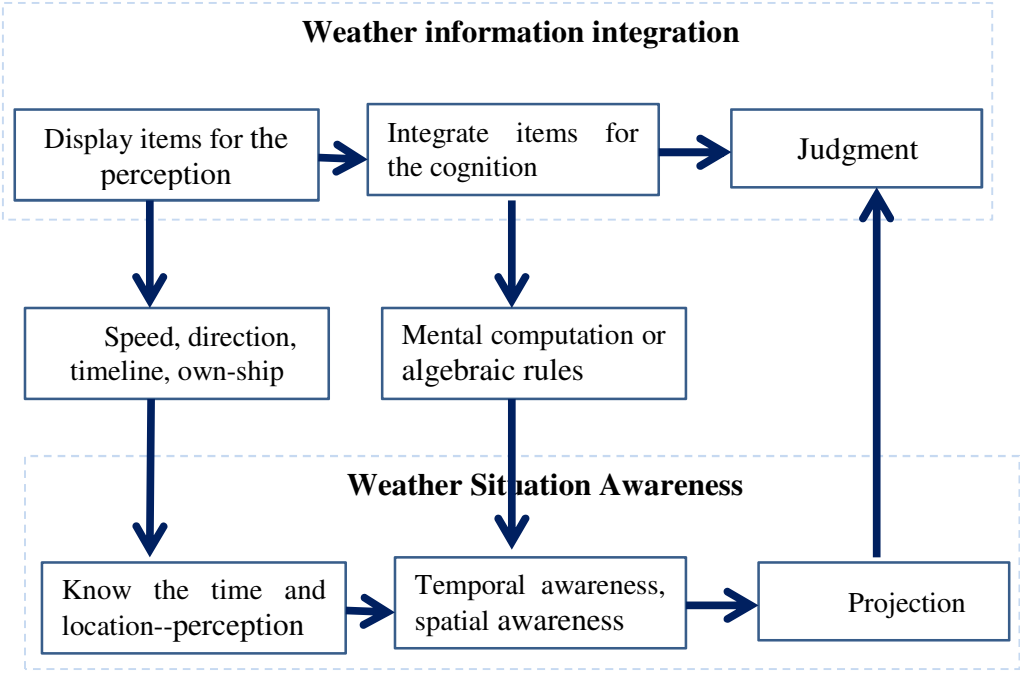 Weather information integration
Display items for the
perception
Integrate items for
the cognition
Judgment
Speed, direction,
timeline, own-ship
Mental computation or
algebraic rules
Weather Situation Awareness
Know the time and
location--perception
Temporal awareness,
spatial awareness
Projection